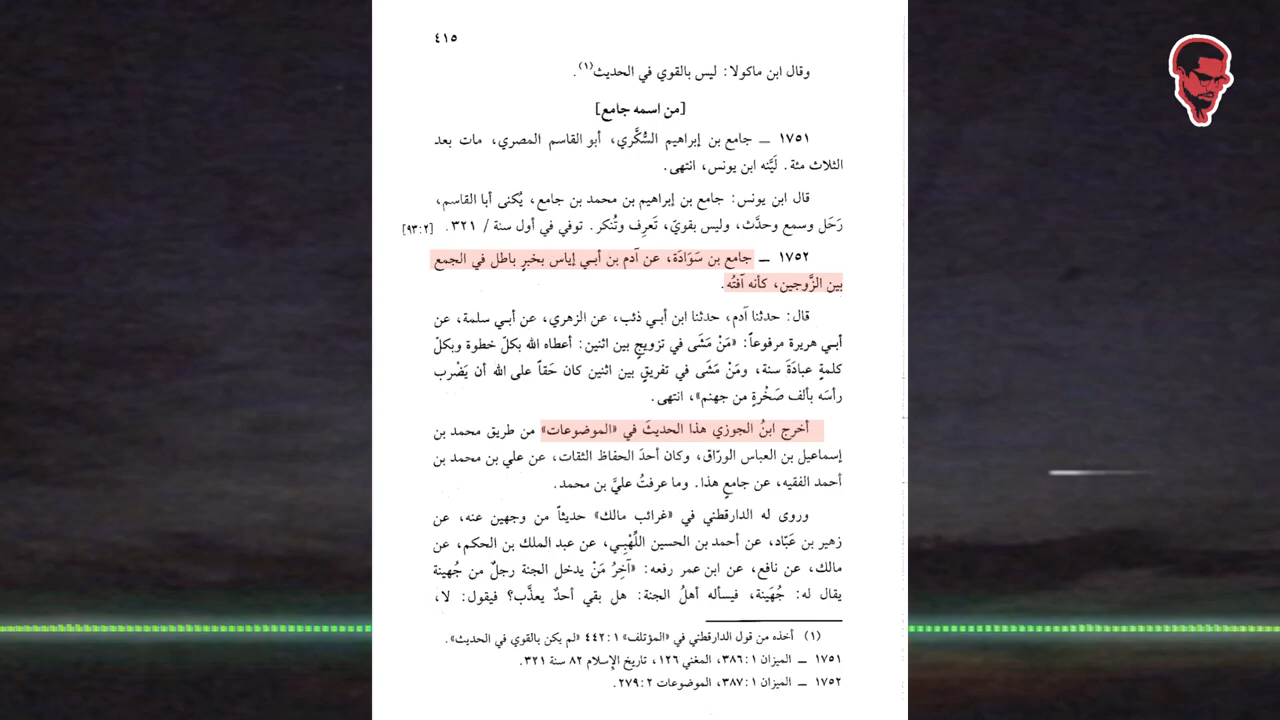 ٤١٥
وقال ابن ماكولا: ليس بالقوي في الحديث(١).
[من اسمه جامع]
١٧٥١ ــ جامع بن إبراهيم السُّكَّري، أبو القاسم المصري، مات بعد
الثلاث مئة. لَيَّنه ابن يونس، انتهى.
قال ابن يونس: جامع بن إبراهيم بن محمد بن جامع، يُكنى أبا القاسم،
رَحَل وسمع وحدَّث، وليس بقويّ، تَعرِف وتُنكر. توفي في أول سنة / ٣٢١. [٩٣:٢]
١٧٥٢ ــ جامع بن سَوَادَة، عن آدم بن أبـي إياس بخبرٍ باطل في الجمع
بين الزَّوجين، كأنه آفتُه.
قال: حدثنا آدم، حدثنا ابن أبـي ذئب، عن الزهري، عن أبـي سلمة، عن
أبـي هريرة مرفوعاً: «مَنْ مَشَى في تزويجٍ بين اثنين: أعطاه الله بكلّ خطوة وبكلّ
كلمةٍ عبادَةَ سنة، ومَنْ مَشَى في تفريقٍ بين اثنين كان حَقاً على الله أن يَضْرب
رأسَه بألف صَخْرةٍ من جهنم»، انتهى.
أخرج ابنُ الجوزي هذا الحديثَ في «الموضوعات» من طريق محمد بن
إسماعيل بن العباس الورّاق، وكان أحدَ الحفاظ الثقات، عن علي بن محمد بن
أحمد الفقيه، عن جامعٍ هذا. وما عرفتُ عليَّ بن محمد.
وروى له الدارقطني في «غرائب مالك» حديثاً من وجهين عنه، عن
زهير بن عَبّاد، عن أحمد بن الحسين اللِّهْبِـي، عن عبد الملك بن الحكم، عن
مالك، عن نافع، عن ابن عمر رفعه: «آخِرُ مَنْ يدخل الجنة رجلٌ من جُهينة
يقال له: جُهَينة، فيسأله أهلُ الجنة: هل بقي أحدٌ يعذَّب؟ فيقول: لا،
(١) أخذه من قول الدارقطني في «المؤتلف» ٤٤٢:١ «لم يكن بالقوي في الحديث».
١٧٥١ ــ الميزان ٣٨٦:١، المغني ١٢٦، تاريخ الإسلام ٨٢ سنة ٣٢١.
١٧٥٢ ــ الميزان ٣٨٧:١، الموضوعات ٢٧٩:٢.